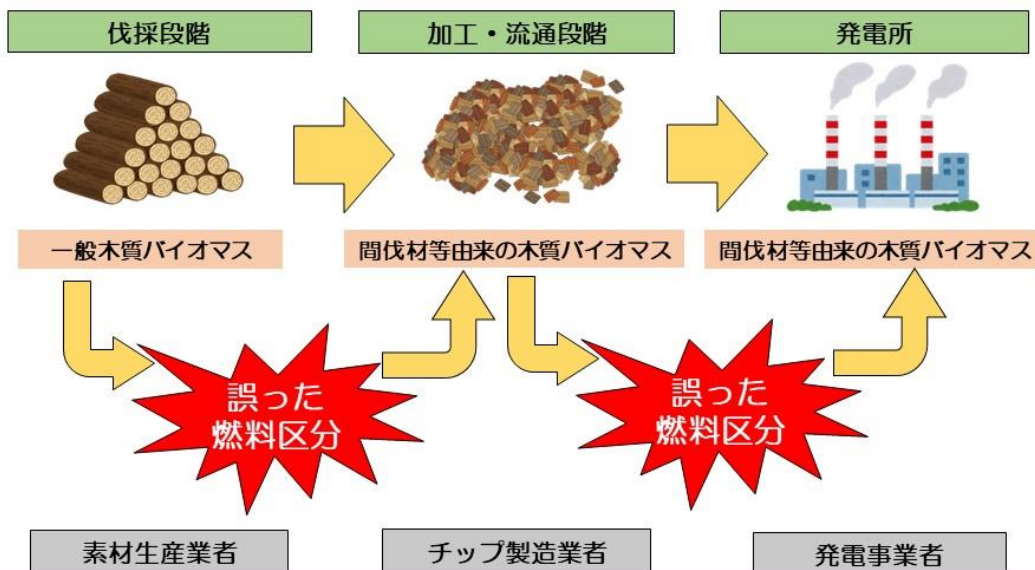 伐採段階
加工・流通段階
発電所
一般木質バイオマス
間伐材等由来の木質バイオマス
間伐材等由来の木質バイオマス
誤った
燃料区分
誤った
燃料区分
素材生産業者
チップ製造業者
発電事業者